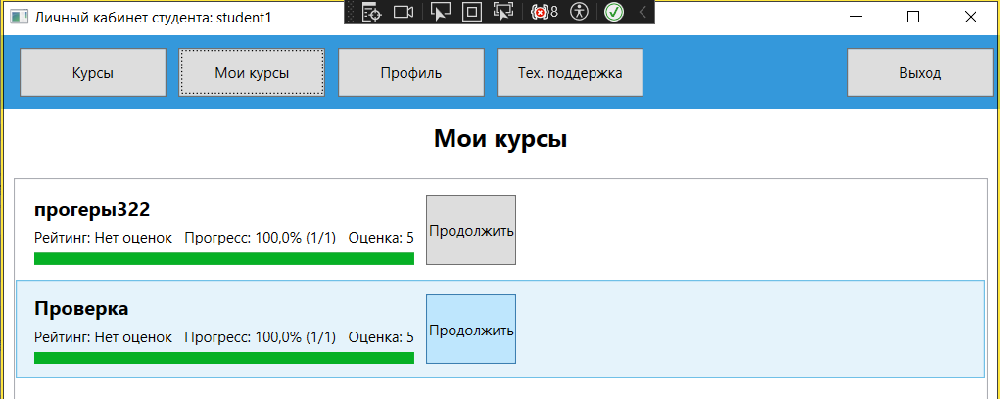 Личный кабинет студента: student1
8
Курсы Мои курсы Профиль Тех. поддержка Выход
Мои курсы
прогеры322
Рейтинг: Нет оценок Прогресс: 100,0% (1/1) Оценка: 5
Продолжить
Проверка
Рейтинг: Нет оценок Прогресс: 100,0% (1/1) Оценка: 5
Продолжить